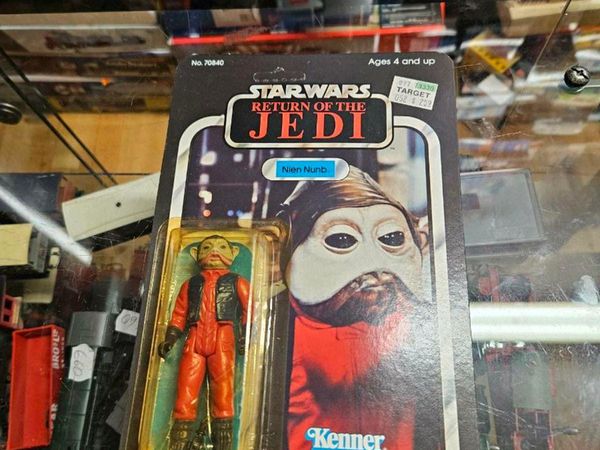 No. 70840
Ages 4 and up
STAR WARS
RETURN OF THE
JEDI
TARGET
Nien Nunb
Kenner